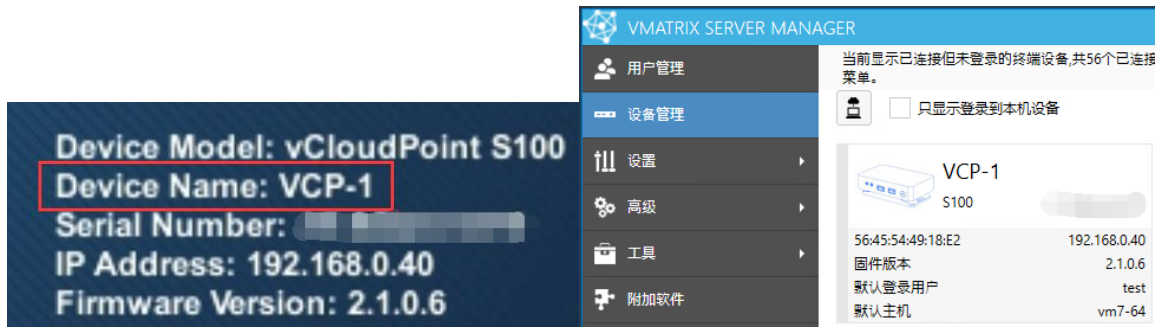 Device Model: vCloudPoint S100
Device Name: VCP-1
Serial Number:
IP Address: 192.168.0.40
Firmware Version: 2.1.0.6
VMATRIX SERVER MANAGER
用户管理
设备管理
设置
高级
工具
附加软件
当前显示已连接但未登录的终端设备,共56个已连接
菜单。
只显示登录到本机设备
VCP-1
S100
56:45:54:49:18:E2 192.168.0.40
固件版本 2.1.0.6
默认登录用户 test
默认主机 vm7-64